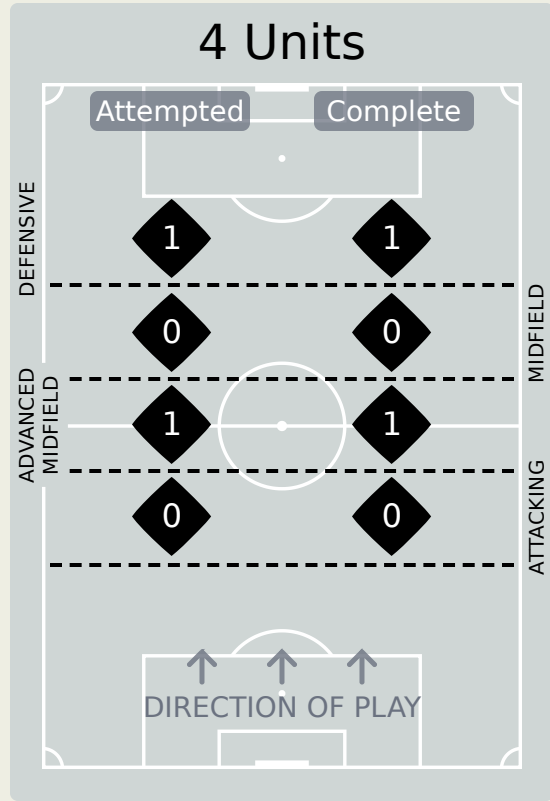 4 Units
Attempted Complete
DEFENSIVE
1 1
MIDFIELD
0 0
ADVANCED
MIDFIELD
1 1
ATTACKING
0 0
DIRECTION OF PLAY